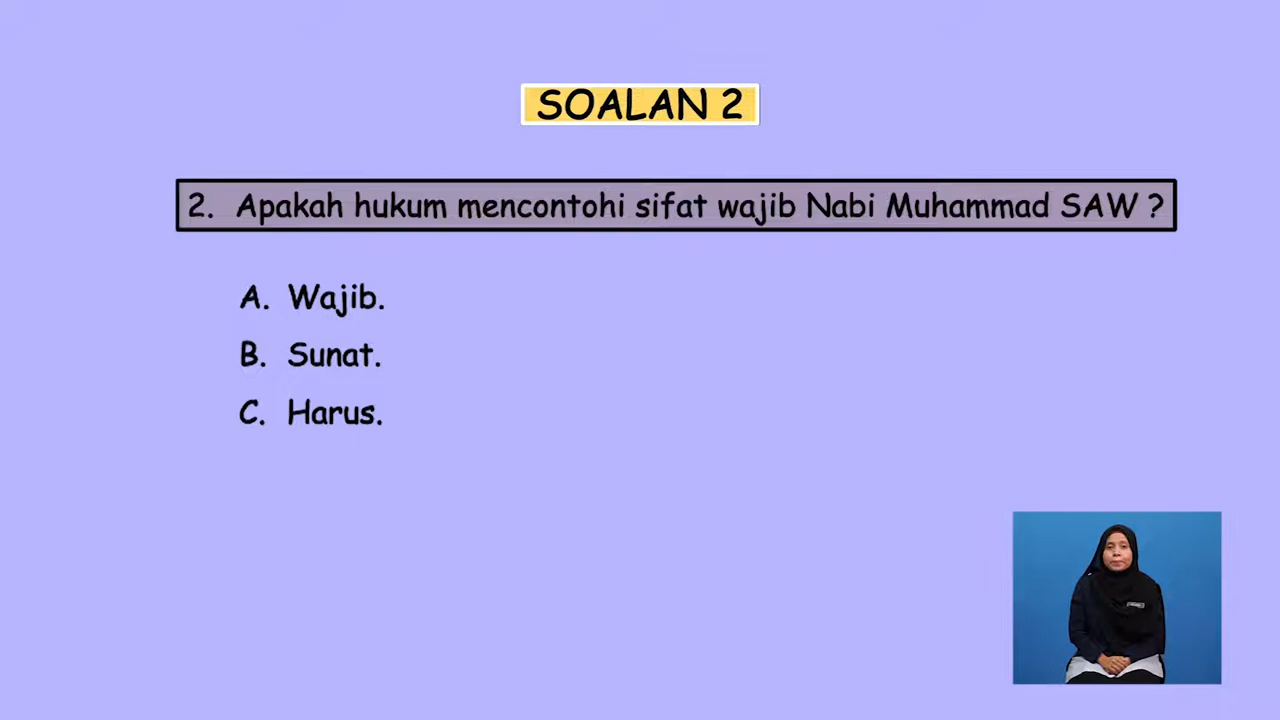 SOALAN 2
2. Apakah hukum mencontohi sifat wajib Nabi Muhammad SAW ?
A. Wajib.
B. Sunat.
C. Harus.